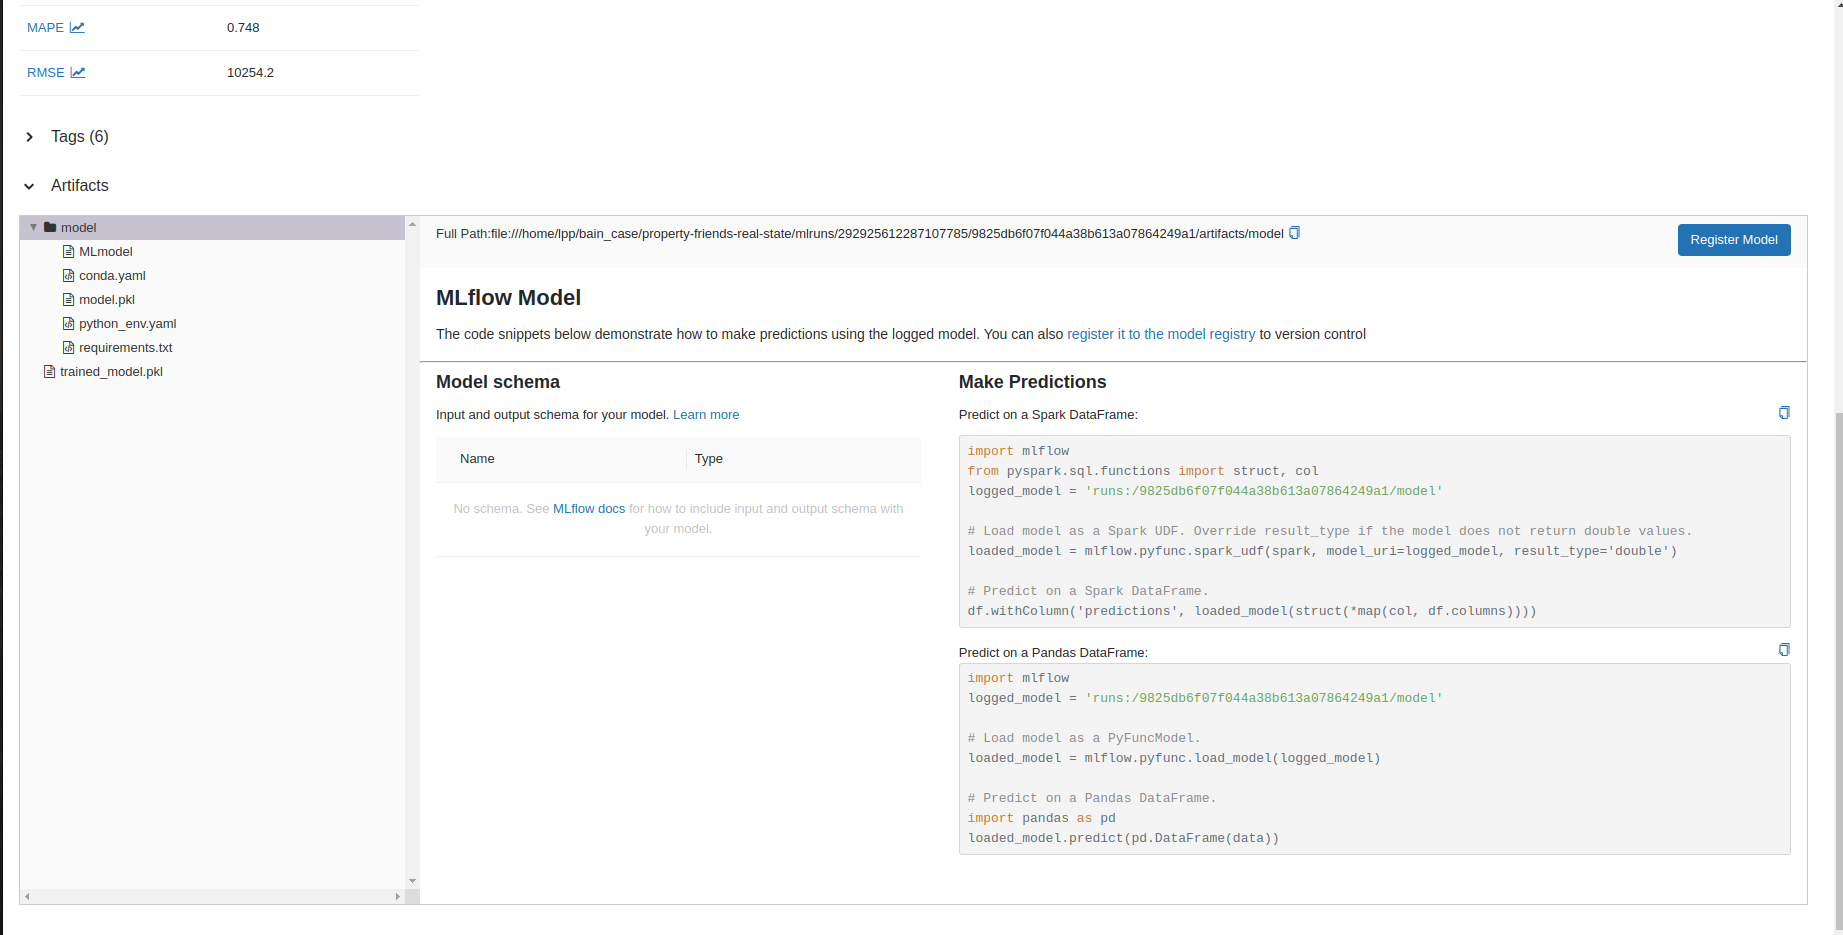 MAPE 0.748
RMSE 10254.2
Tags (6)
Artifacts
model
MLmodel
conda.yaml
model.pkl
python_env.yaml
requirements.txt
trained_model.pkl
Full Path:file:///home/lpp/bain_case/property-friends-real-state/mlruns/292925612287107785/9825db6f07f044a38b613a07864249a1/artifacts/model
Register Model
MLflow Model
The code snippets below demonstrate how to make predictions using the logged model. You can also register it to the model registry to version control
Model schema
Input and output schema for your model. Learn more
Name Type
No schema. See MLflow docs for how to include input and output schema with
your model.
Make Predictions
Predict on a Spark DataFrame:
import mlflow
from pyspark.sql.functions import struct, col
logged_model = 'runs:/9825db6f07f044a38b613a07864249a1/model'
# Load model as a Spark UDF. Override result_type if the model does not return double values.
loaded_model = mlflow.pyfunc.spark_udf(spark, model_uri=logged_model, result_type='double')
# Predict on a Spark DataFrame.
df.withColumn('predictions', loaded_model(struct(*map(col, df.columns))))
Predict on a Pandas DataFrame:
import mlflow
logged_model = 'runs:/9825db6f07f044a38b613a07864249a1/model'
# Load model as a PyFuncModel.
loaded_model = mlflow.pyfunc.load_model(logged_model)
# Predict on a Pandas DataFrame.
import pandas as pd
loaded_model.predict(pd.DataFrame(data))